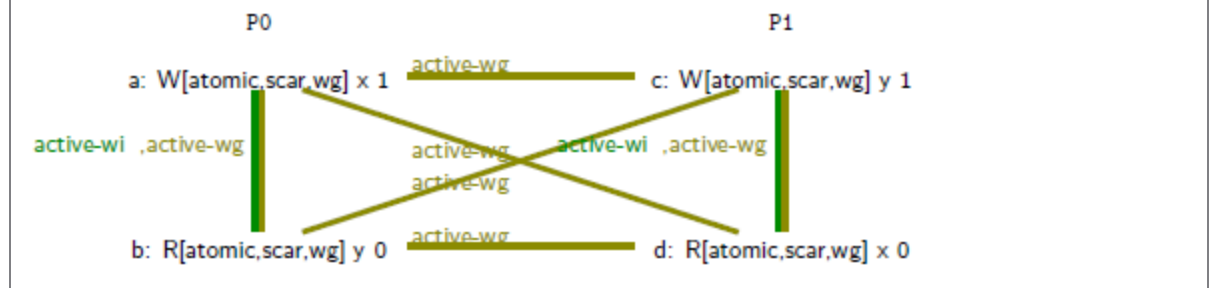 P0 P1
active-wg
a: W[atomic,scar,wg] x 1 c: W[atomic,scar,wg] y 1
active-wi ,active-wg active-wg active-wi ,active-wg
active-wg
active-wg
b: R[atomic,scar,wg] y 0 d: R[atomic,scar,wg] x 0